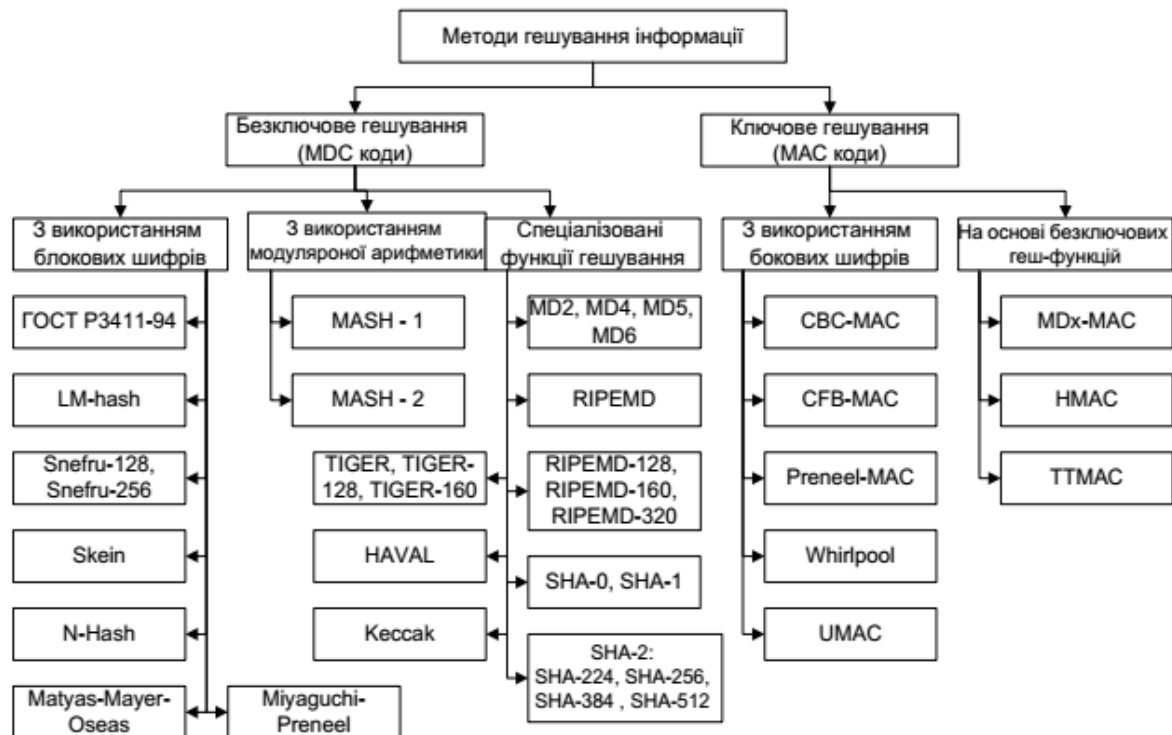 Методи гешування інформації
Безключове гешування
(MDC коди)
Ключове гешування
(MAC коди)
З використанням
блокових шифрів
З використанням
модуляроної арифметики
Спеціалізовані
функції гешування
З використанням
бокових шифрів
На основі безключових
геш-функцій
ГОСТ Р3411-94
LM-hash
Snefru-128,
Snefru-256
Skein
N-Hash
Matyas-Mayer-
Oseas
Miyaguchi-
Preneel
MASH - 1
MASH - 2
TIGER, TIGER-
128, TIGER-160
HAVAL
Keccak
MD2, MD4, MD5,
MD6
RIPEMD
RIPEMD-128,
RIPEMD-160,
RIPEMD-320
SHA-0, SHA-1
SHA-2:
SHA-224, SHA-256,
SHA-384 , SHA-512
CBC-MAC
CFB-MAC
Preneel-MAC
Whirlpool
UMAC
MDx-MAC
HMAC
TTMAC